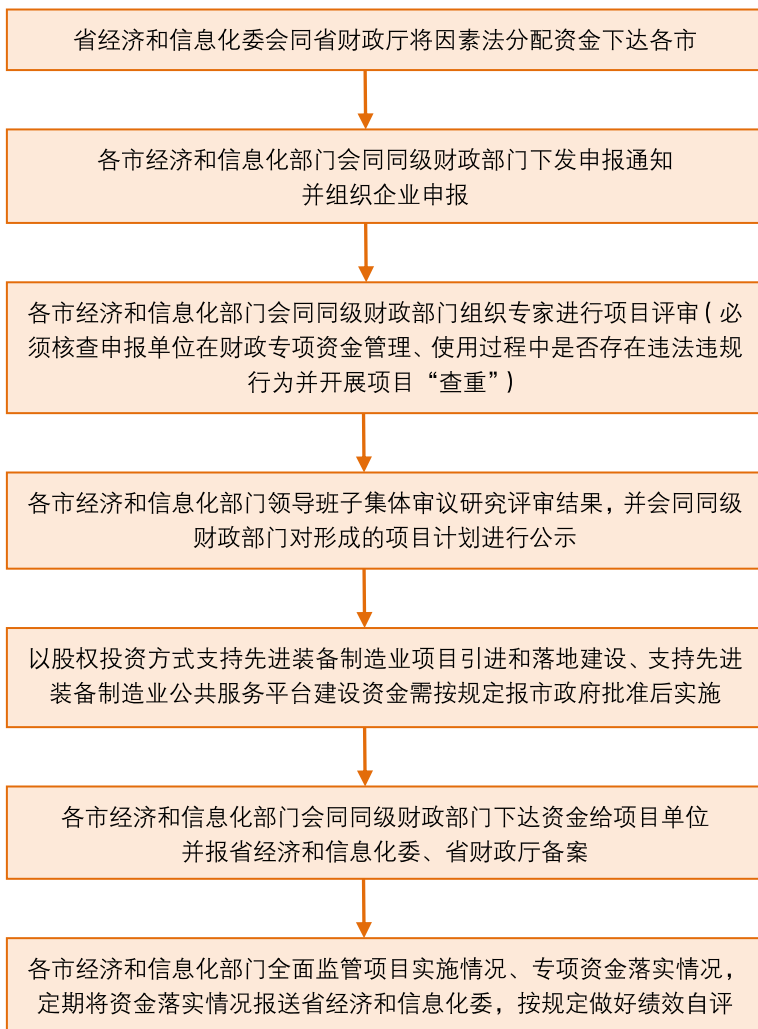 省经济和信息化委会同省财政厅将因素法分配资金下达各市
各市经济和信息化部门会同同级财政部门下发申报通知
并组织企业申报
各市经济和信息化部门会同同级财政部门组织专家进行项目评审(必
须核查申报单位在财政专项资金管理、使用过程中是否存在违法违规
行为并开展项目“查重”)
各市经济和信息化部门领导班子集体审议研究评审结果，并会同同级
财政部门对形成的项目计划进行公示
以股权投资方式支持先进装备制造业项目引进和落地建设、支持先进
装备制造业公共服务平台建设资金需按规定报市政府批准后实施
各市经济和信息化部门会同同级财政部门下达资金给项目单位
并报省经济和信息化委、省财政厅备案
各市经济和信息化部门全面监管项目实施情况、专项资金落实情况，
定期将资金落实情况报送省经济和信息化委，按规定做好绩效自评